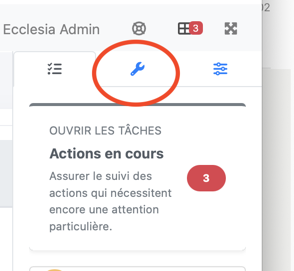 02
Ecclesia Admin
3
OUVRIR LES TÂCHES
Actions en cours
Assurer le suivi des
actions qui nécessitent
encore une attention
particulière.
3